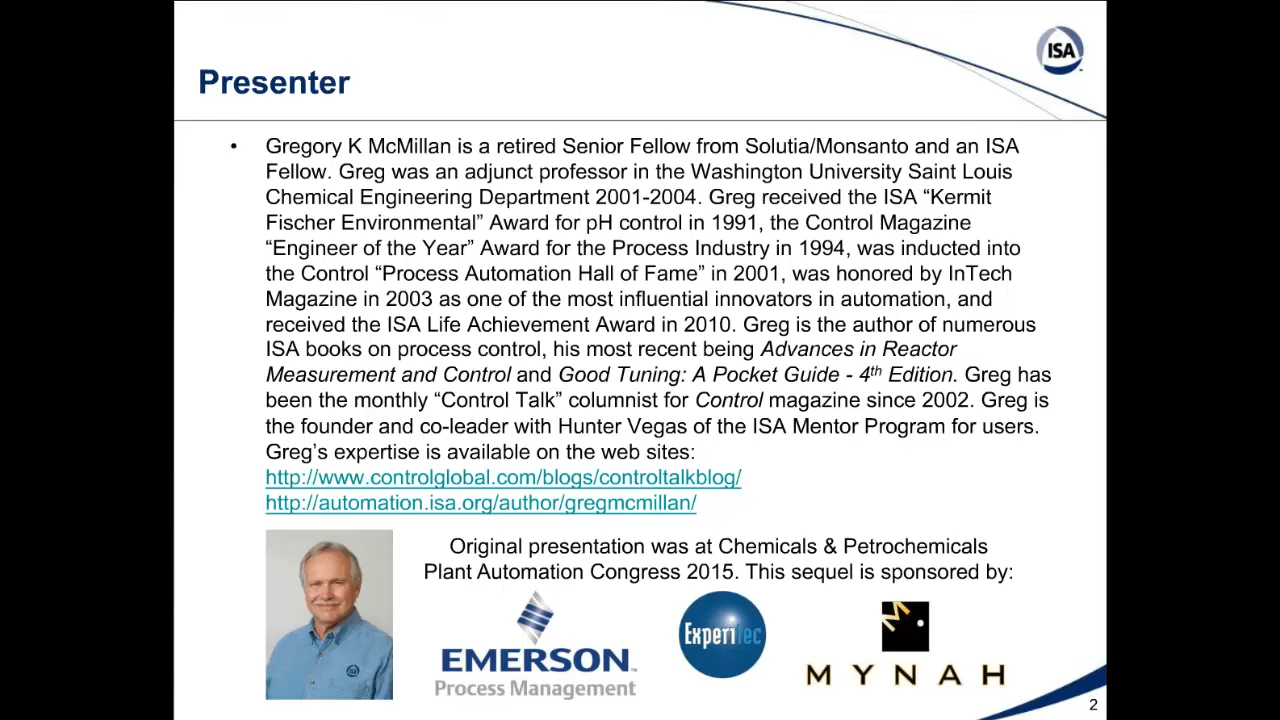 ISA
Presenter
• Gregory K McMillan is a retired Senior Fellow from Solutia/Monsanto and an ISA
Fellow. Greg was an adjunct professor in the Washington University Saint Louis
Chemical Engineering Department 2001-2004. Greg received the ISA “Kermit
Fischer Environmental” Award for pH control in 1991, the Control Magazine
“Engineer of the Year” Award for the Process Industry in 1994, was inducted into
the Control “Process Automation Hall of Fame” in 2001, was honored by InTech
Magazine in 2003 as one of the most influential innovators in automation, and
received the ISA Life Achievement Award in 2010. Greg is the author of numerous
ISA books on process control, his most recent being Advances in Reactor
Measurement and Control and Good Tuning: A Pocket Guide - 4th Edition. Greg has
been the monthly “Control Talk” columnist for Control magazine since 2002. Greg is
the founder and co-leader with Hunter Vegas of the ISA Mentor Program for users.
Greg’s expertise is available on the web sites:
http://www.controlglobal.com/blogs/controltalkblog/
http://automation.isa.org/author/gregmcmillan/
Original presentation was at Chemicals & Petrochemicals
Plant Automation Congress 2015. This sequel is sponsored by:
ISA
EMERSON™
Process Management
Experitec
M
MYNAH
2